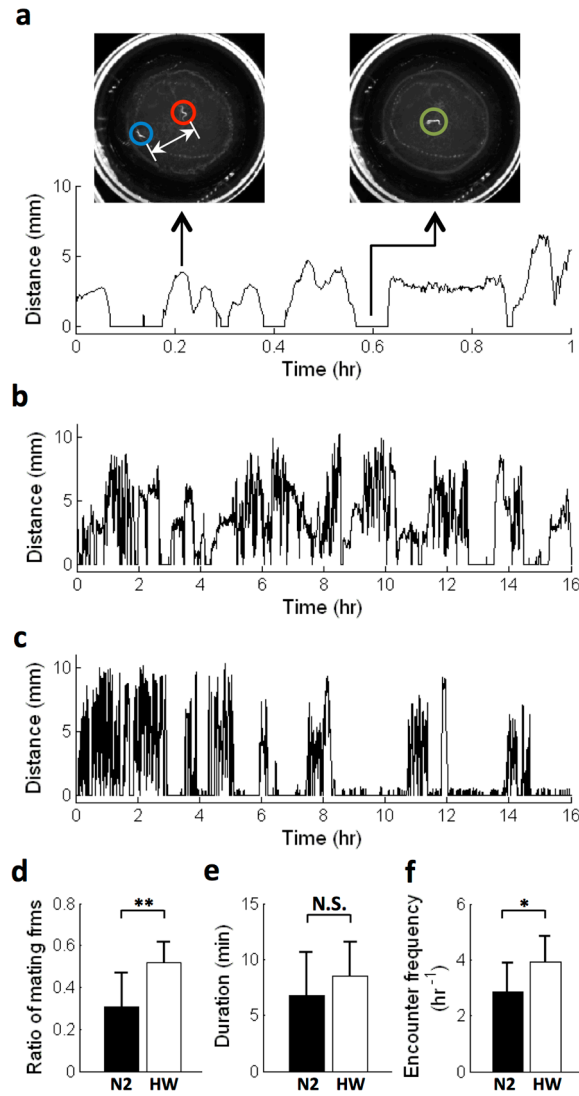 a
Distance (mm)
10
5
0
0 0.2 0.4 0.6 0.8 1
Time (hr)
b
Distance (mm)
10
5
0
0 2 4 6 8 10 12 14 16
Time (hr)
c
Distance (mm)
10
5
0
0 2 4 6 8 10 12 14 16
Time (hr)
d
Ratio of mating frms
0.8
0.6
0.4
0.2
0
**
N2 HW
e
Duration (min)
15
10
5
0
N.S.
N2 HW
f
Encounter frequency
(hr⁻¹)
6
4
2
0
*
N2 HW